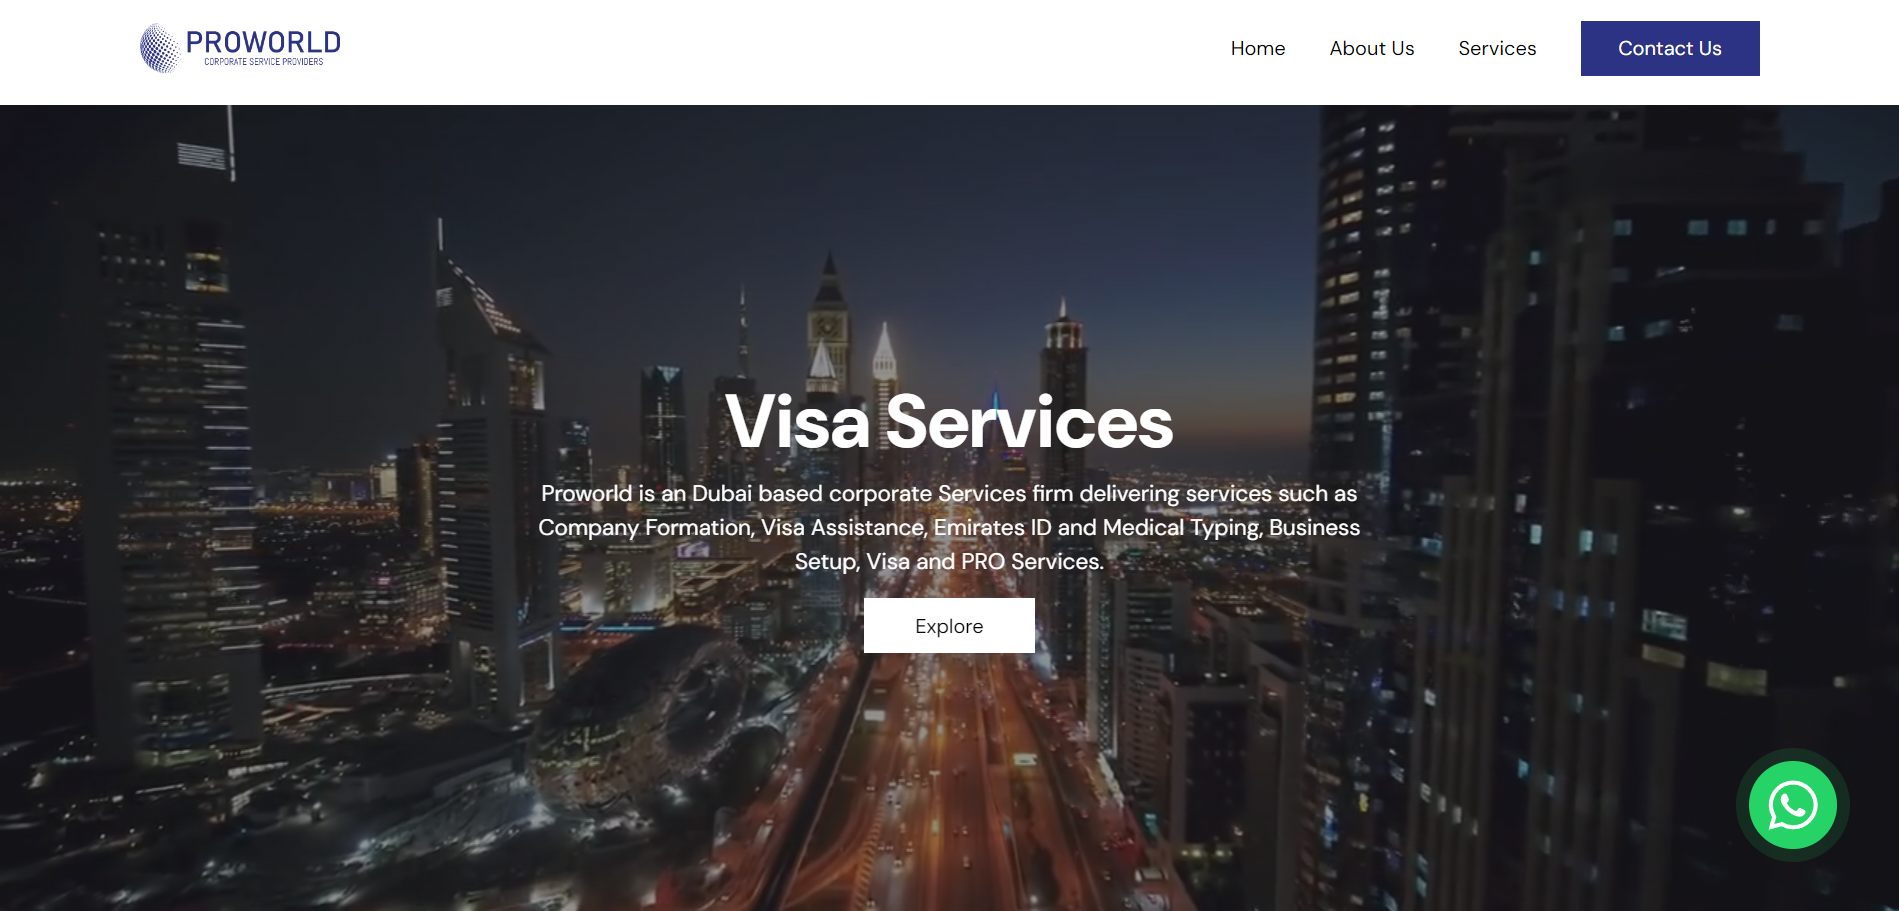 PROWORLD
CORPORATE SERVICE PROVIDERS
Home
About Us
Services
Contact Us
Visa Services
Proworld is an Dubai based corporate Services firm delivering services such as
Company Formation, Visa Assistance, Emirates ID and Medical Typing, Business
Setup, Visa and PRO Services.
Explore